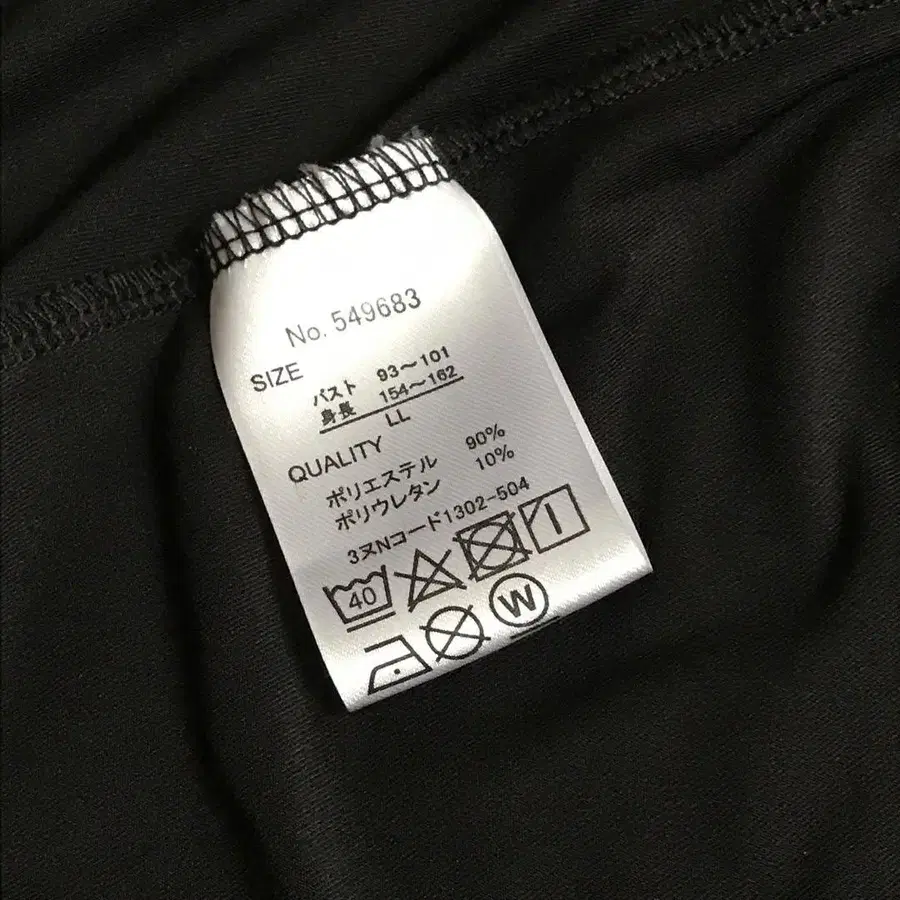 No. 549683
SIZE
バスト 93〜101
身長 154〜162
LL
QUALITY
ポリエステル 90%
ポリウレタン 10%
3ヌNコード1302-504
40
W